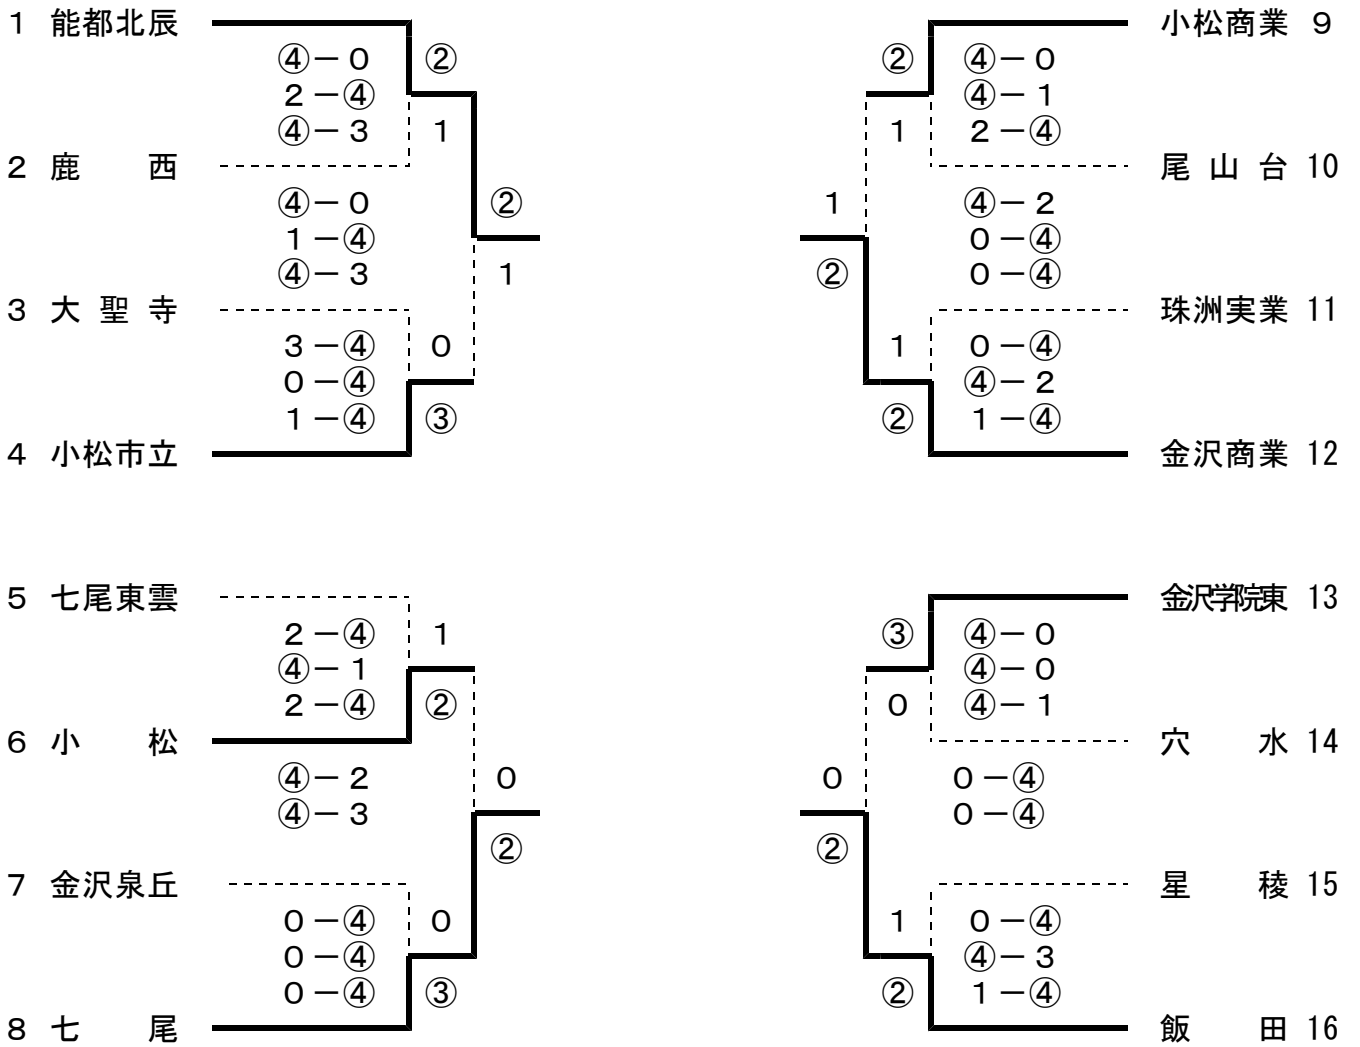 1 能都北辰
④－0 ②
2－④
④－3 1
2 鹿 西
④－0 ②
1－④
④－3 1
3 大 聖 寺
3－④ 0
0－④
1－④ ③
4 小松市立
5 七尾東雲
2－④ 1
④－1
2－④ ②
6 小 松
④－2 0
④－3
②
7 金沢泉丘
0－④ 0
0－④
0－④ ③
8 七 尾
小松商業 9
② ④－0
④－1
1 2－④
尾 山 台 10
1 ④－2
0－④
② 0－④
珠洲実業 11
1 0－④
④－2
② 1－④
金沢商業 12
金沢学院東 13
③ ④－0
④－0
0 ④－1
穴 水 14
0 0－④
0－④
②
星 稜 15
1 0－④
④－3
② 1－④
飯 田 16